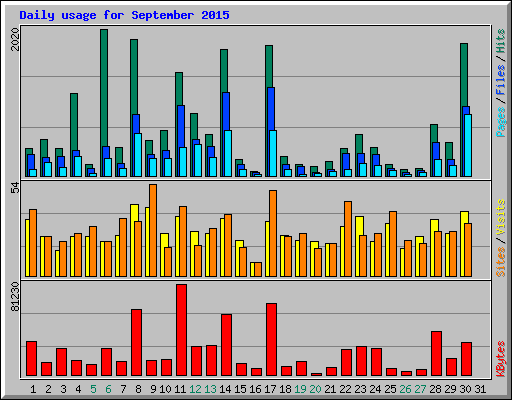 Daily usage for September 2015
2020
54
81230
Pages / Files / Hits
Sites / Visits
KBytes
1 2 3 4 5 6 7 8 9 10 11 12 13 14 15 16 17 18 19 20 21 22 23 24 25 26 27 28 29 30 31